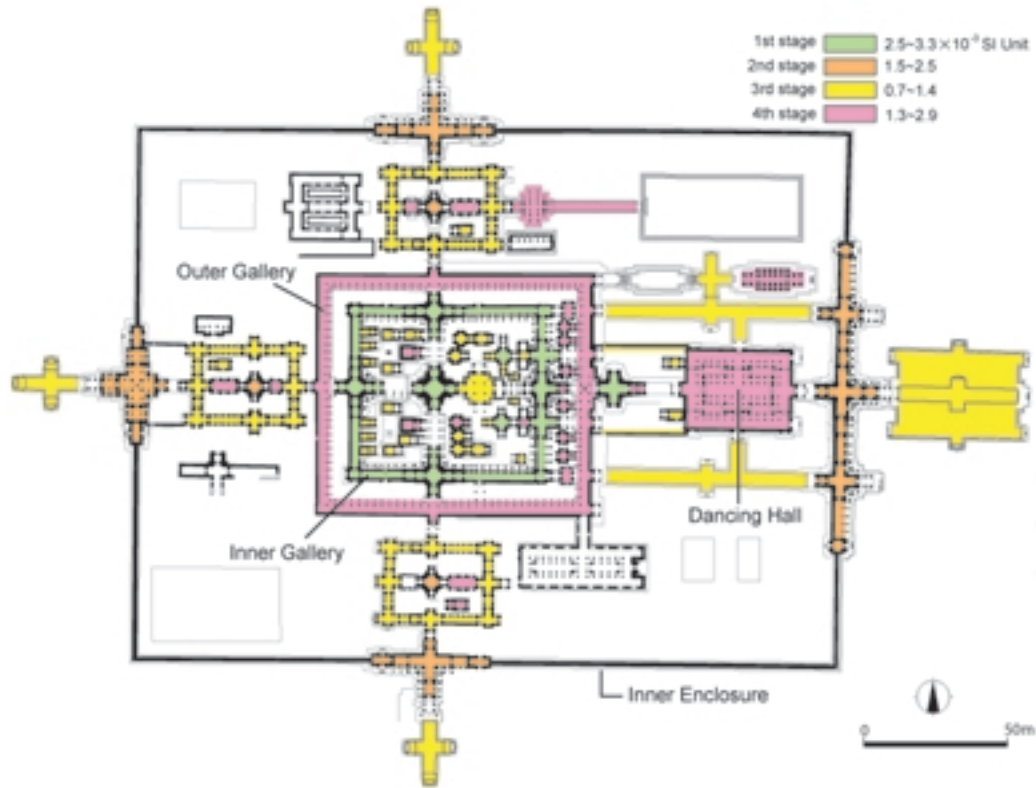 1st stage 2.5~3.3×10⁻³ SI Unit
2nd stage 1.5~2.5
3rd stage 0.7~1.4
4th stage 1.3~2.9
Outer Gallery
Inner Gallery
Dancing Hall
Inner Enclosure
0 50m